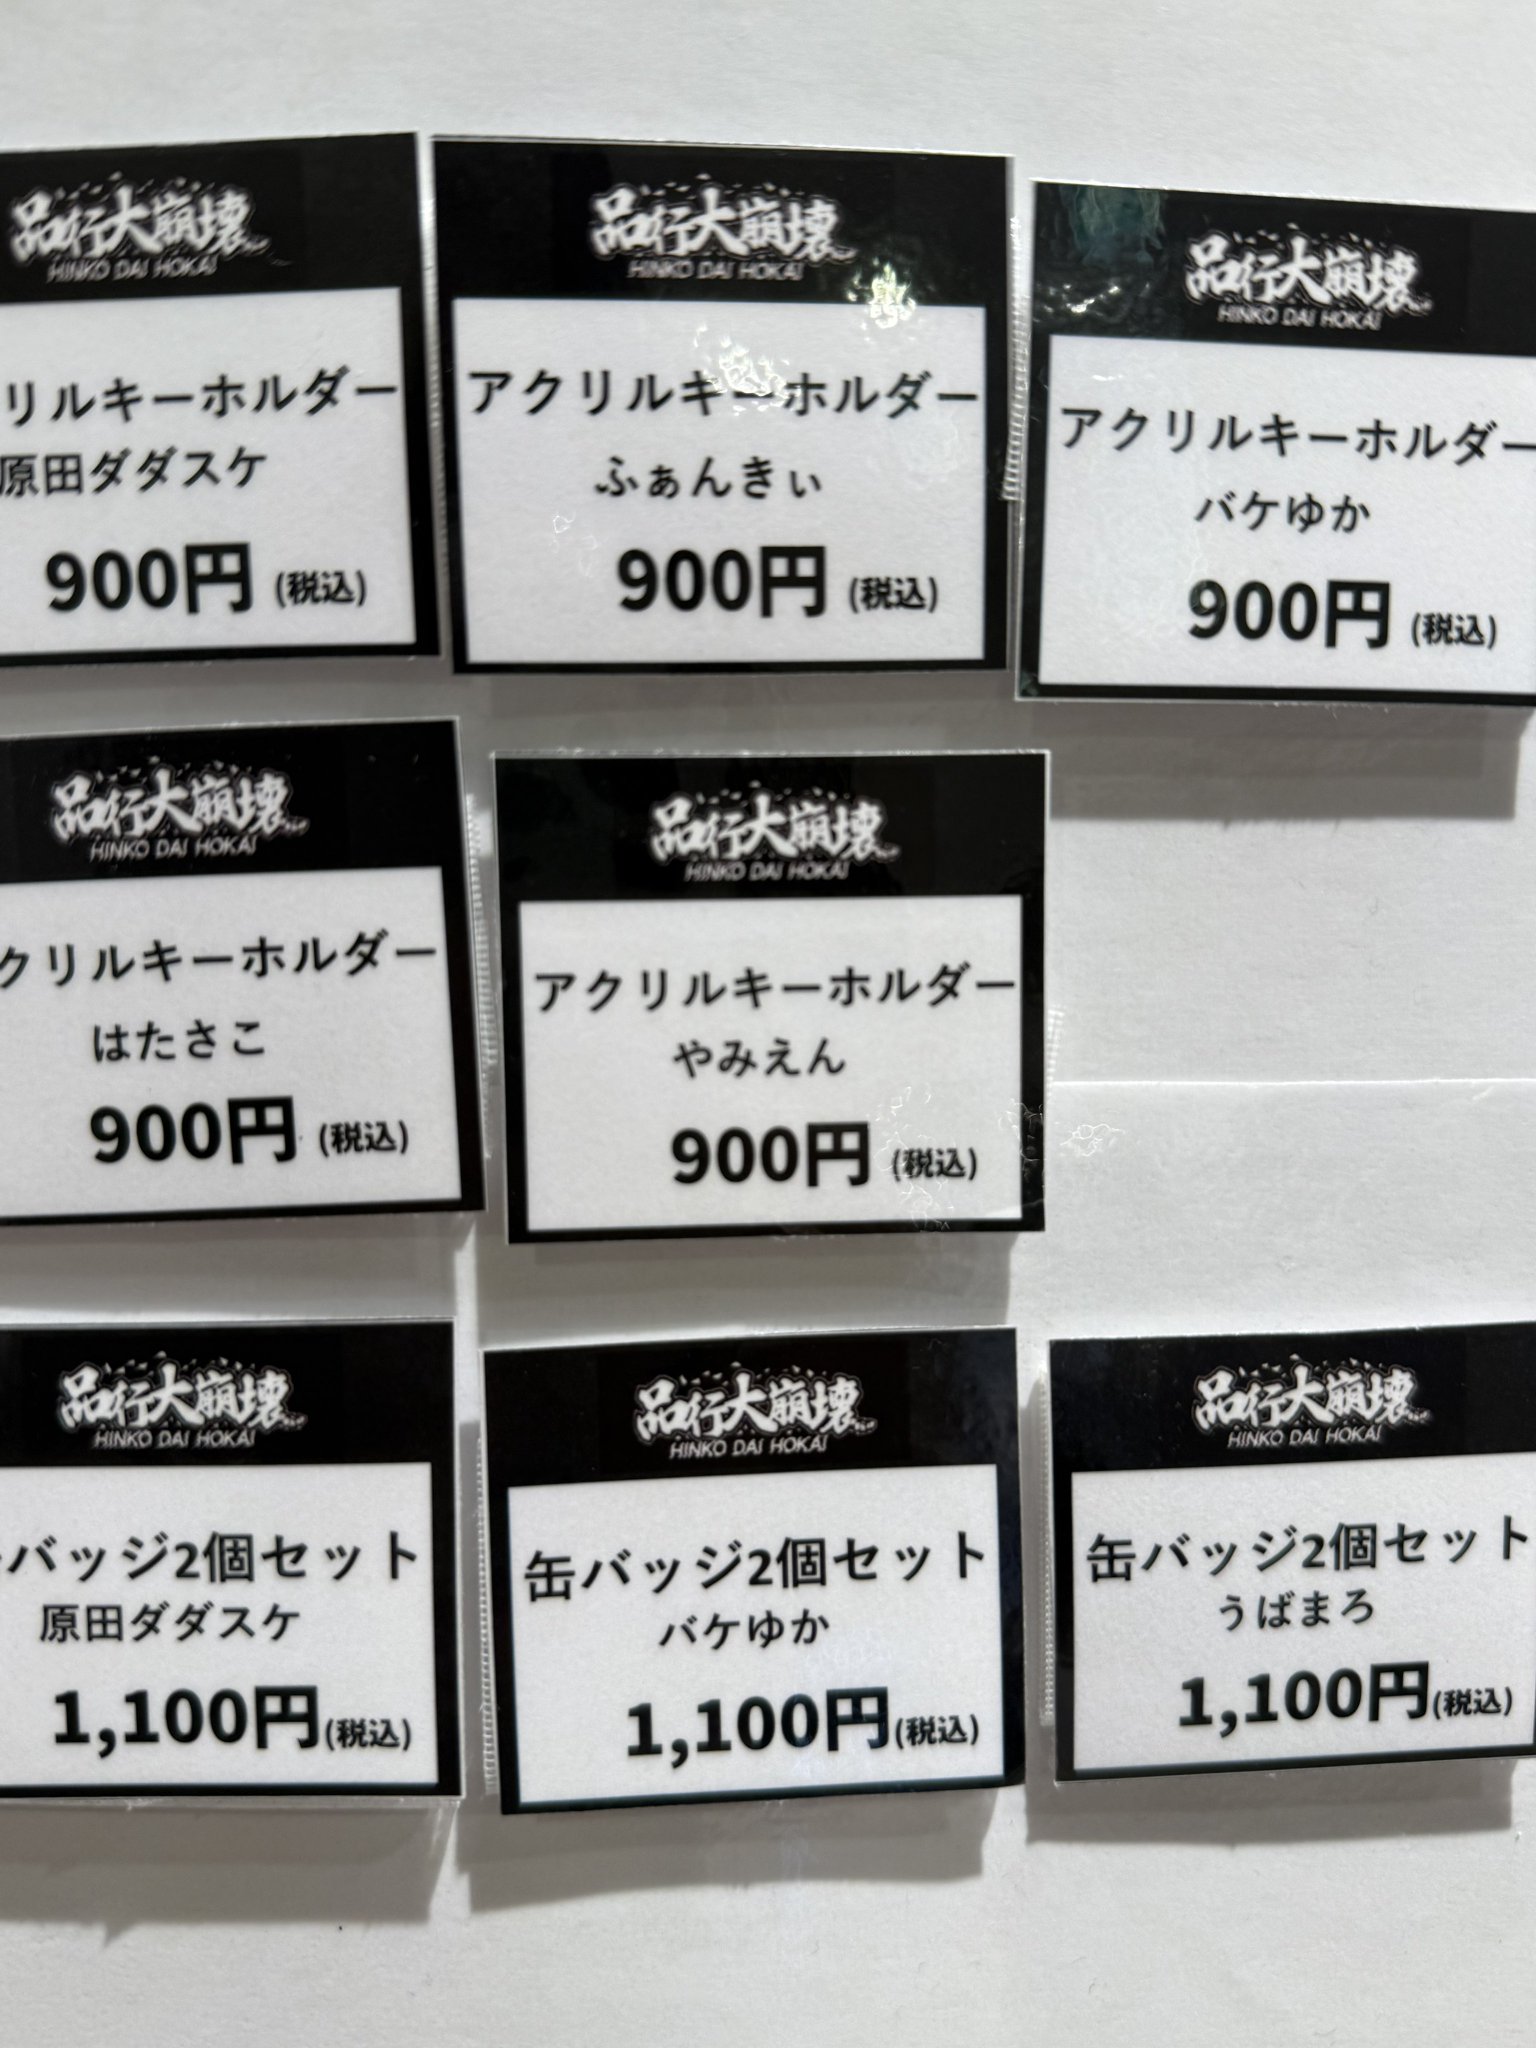 品行大崩壊
HINKO DAI HOKAI
リルキーホルダー
原田ダダスケ
900円 (税込)
品行大崩壊
HINKO DAI HOKAI
アクリルキーホルダー
ふぁんきぃ
900円 (税込)
品行大崩壊
HINKO DAI HOKAI
アクリルキーホルダー
バケゆか
900円 (税込)
品行大崩壊
HINKO DAI HOKAI
クリルキーホルダー
はたさこ
900円 (税込)
品行大崩壊
HINKO DAI HOKAI
アクリルキーホルダー
やみえん
900円 (税込)
品行大崩壊
HINKO DAI HOKAI
バッジ2個セット
原田ダダスケ
1,100円(税込)
品行大崩壊
HINKO DAI HOKAI
缶バッジ2個セット
バケゆか
1,100円(税込)
品行大崩壊
HINKO DAI HOKAI
缶バッジ2個セット
うばまろ
1,100円(税込)